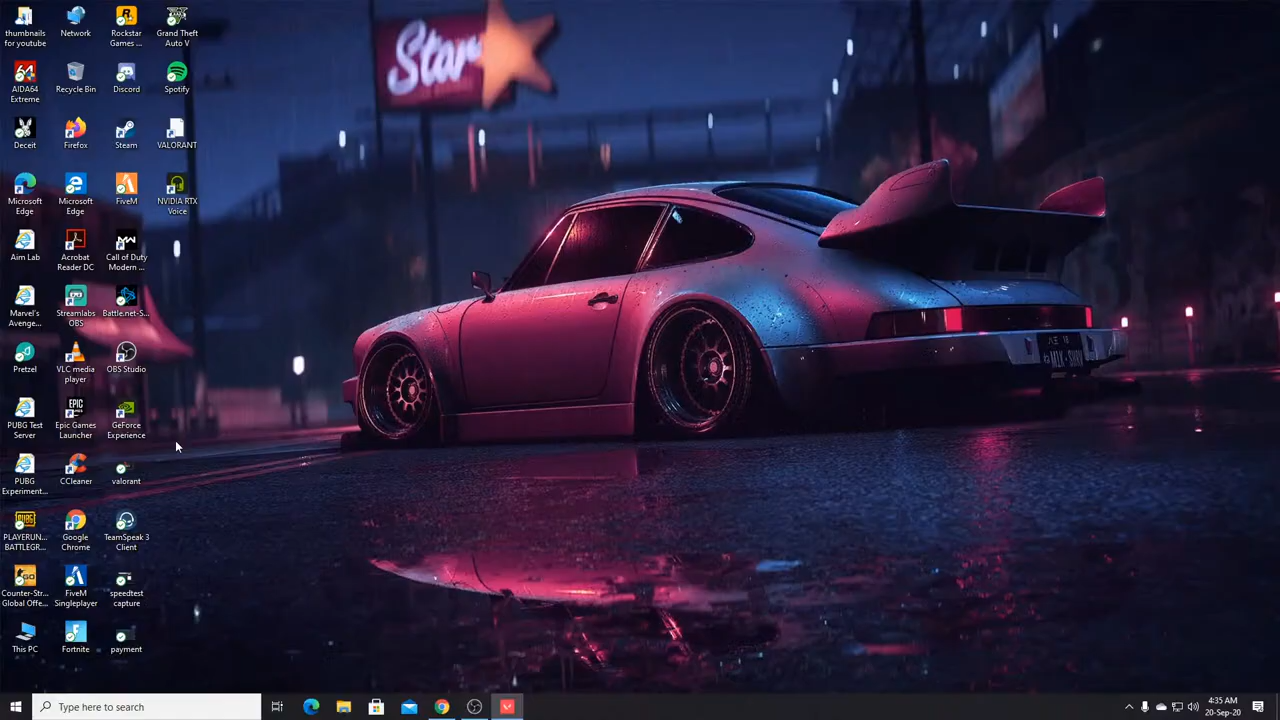 Star
thumbnails
for youtube
Network
Rockstar
Games ...
Grand Theft
Auto V
AIDA64
Extreme
Recycle Bin
Discord
Spotify
Deceit
Firefox
Steam
VALORANT
Microsoft
Edge
Microsoft
Edge
FiveM
NVIDIA RTX
Voice
Aim Lab
Acrobat
Reader DC
Call of Duty
Modern ...
Marvel's
Avenge...
Streamlabs
OBS
Battle.net-S...
Pretzel
VLC media
player
OBS Studio
PUBG Test
Server
EPIC
Epic Games
Launcher
GeForce
Experience
PUBG
Experiment...
CCleaner
valorant
PUBG
PLAYERUN...
BATTLEGR...
Google
Chrome
TeamSpeak 3
Client
GO
Counter-Str...
Global Offe...
FiveM
Singleplayer
speedtest
capture
This PC
Fortnite
payment
Type here to search
4:35 AM
20-Sep-20